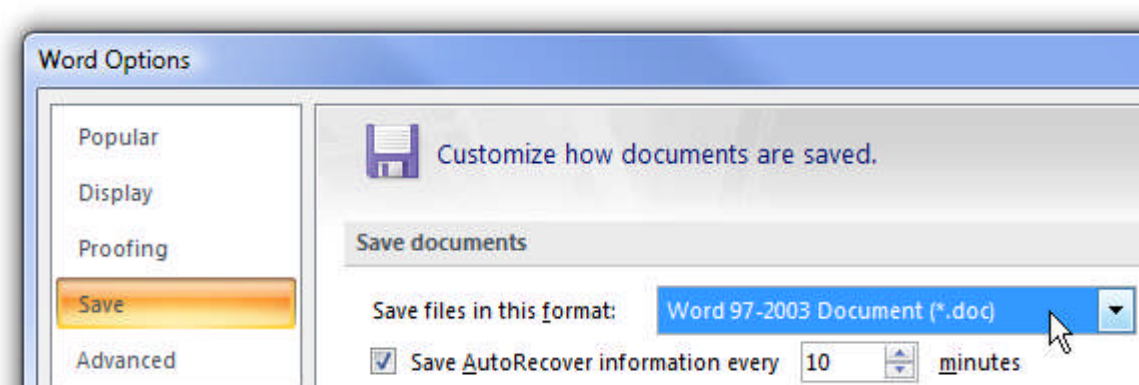 Word Options
Popular
Display
Proofing
Save
Advanced
Customize how documents are saved.
Save documents
Save files in this format: Word 97-2003 Document (*.doc)
Save AutoRecover information every 10 minutes